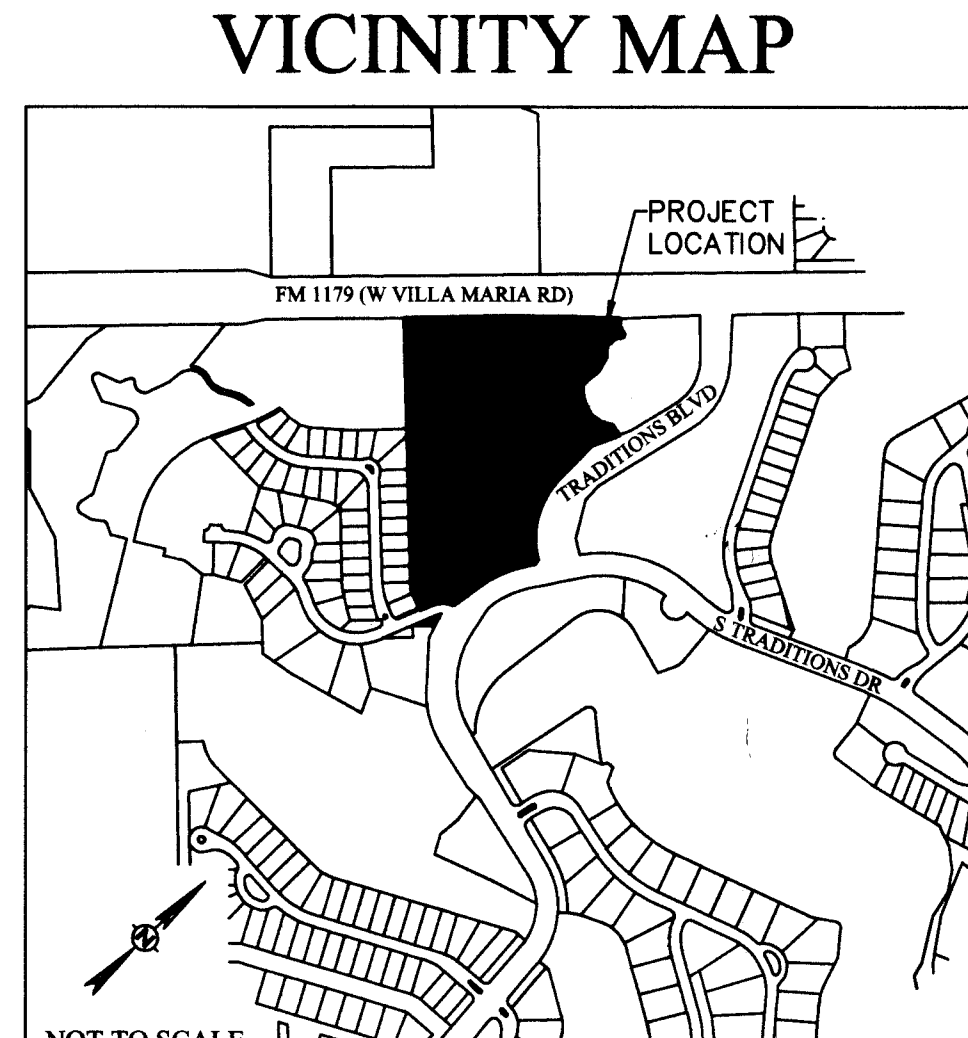 VICINITY MAP
PROJECT
LOCATION
FM 1179 (W VILLA MARIA RD)
TRADITIONS BLVD
S TRADITIONS DR
N
NOT TO SCALE